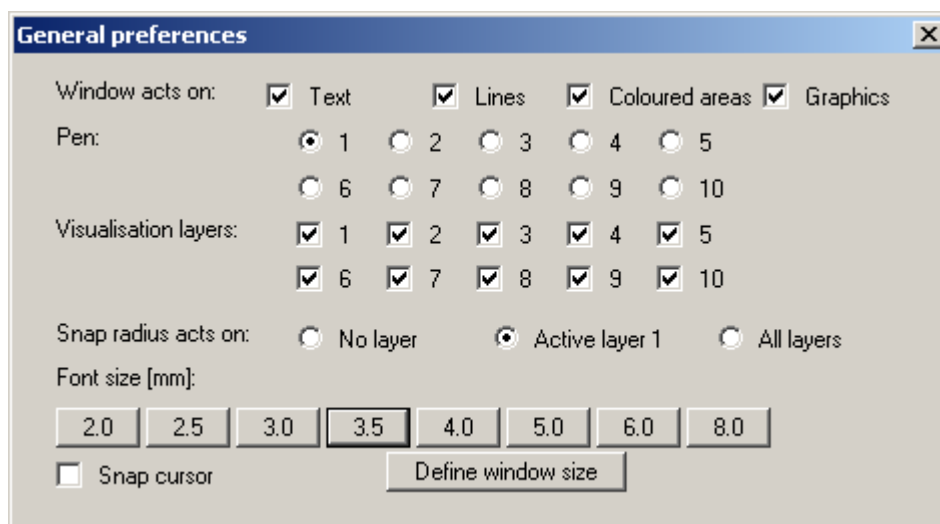 General preferences
Window acts on: Text Lines Coloured areas Graphics
Pen: 1 2 3 4 5
6 7 8 9 10
Visualisation layers: 1 2 3 4 5
6 7 8 9 10
Snap radius acts on: No layer Active layer 1 All layers
Font size [mm]:
2.0 2.5 3.0 3.5 4.0 5.0 6.0 8.0
Snap cursor Define window size